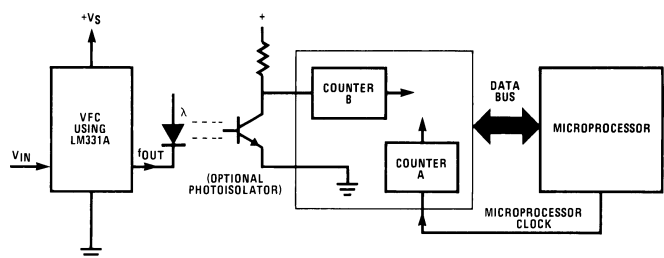 +VS
+
VFC
USING
LM331A
λ
VIN
fOUT
(OPTIONAL
PHOTOISOLATOR)
COUNTER
B
COUNTER
A
DATA
BUS
MICROPROCESSOR
MICROPROCESSOR
CLOCK